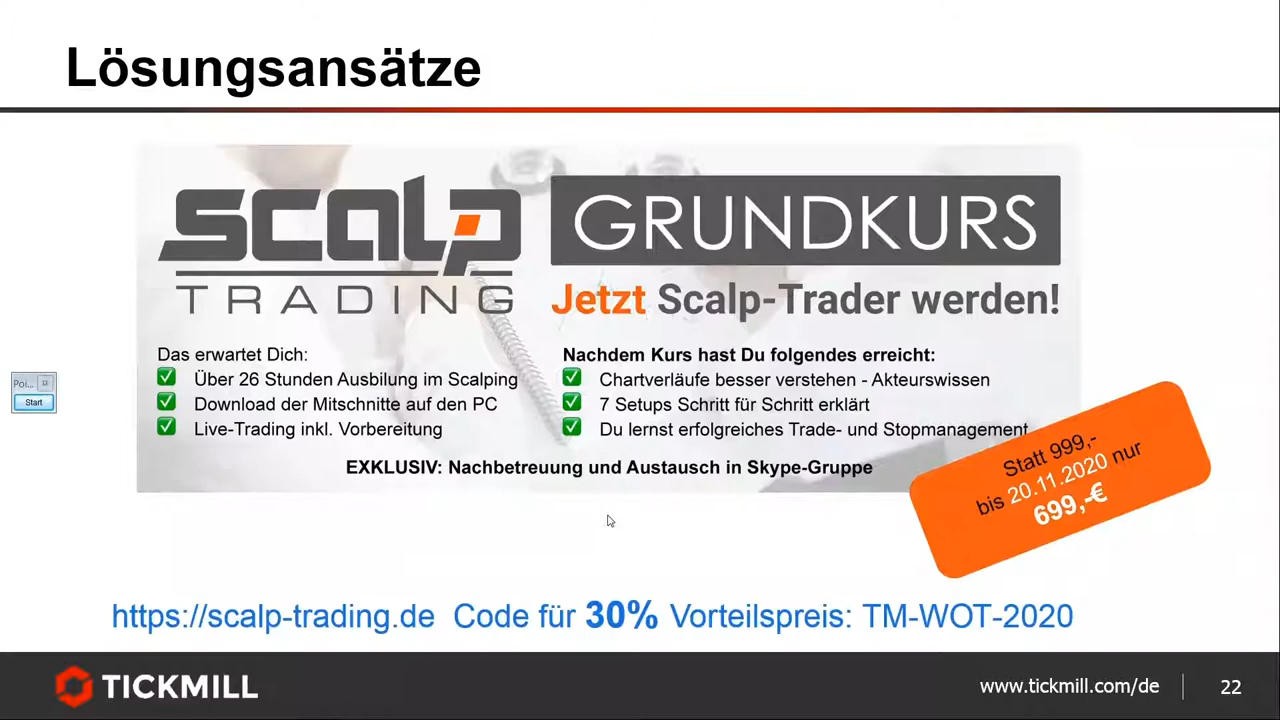 Lösungsansätze
scalp
TRADING
GRUNDKURS
Jetzt Scalp-Trader werden!
Das erwartet Dich:
Über 26 Stunden Ausbilung im Scalping
Download der Mitschnitte auf den PC
Live-Trading inkl. Vorbereitung
Nachdem Kurs hast Du folgendes erreicht:
Chartverläufe besser verstehen - Akteurswissen
7 Setups Schritt für Schritt erklärt
Du lernst erfolgreiches Trade- und Stopmanagement
EXKLUSIV: Nachbetreuung und Austausch in Skype-Gruppe
Statt 999,-
bis 20.11.2020 nur
699,-€
Poi...
Start
https://scalp-trading.de Code für 30% Vorteilspreis: TM-WOT-2020
TICKMILL
www.tickmill.com/de
22